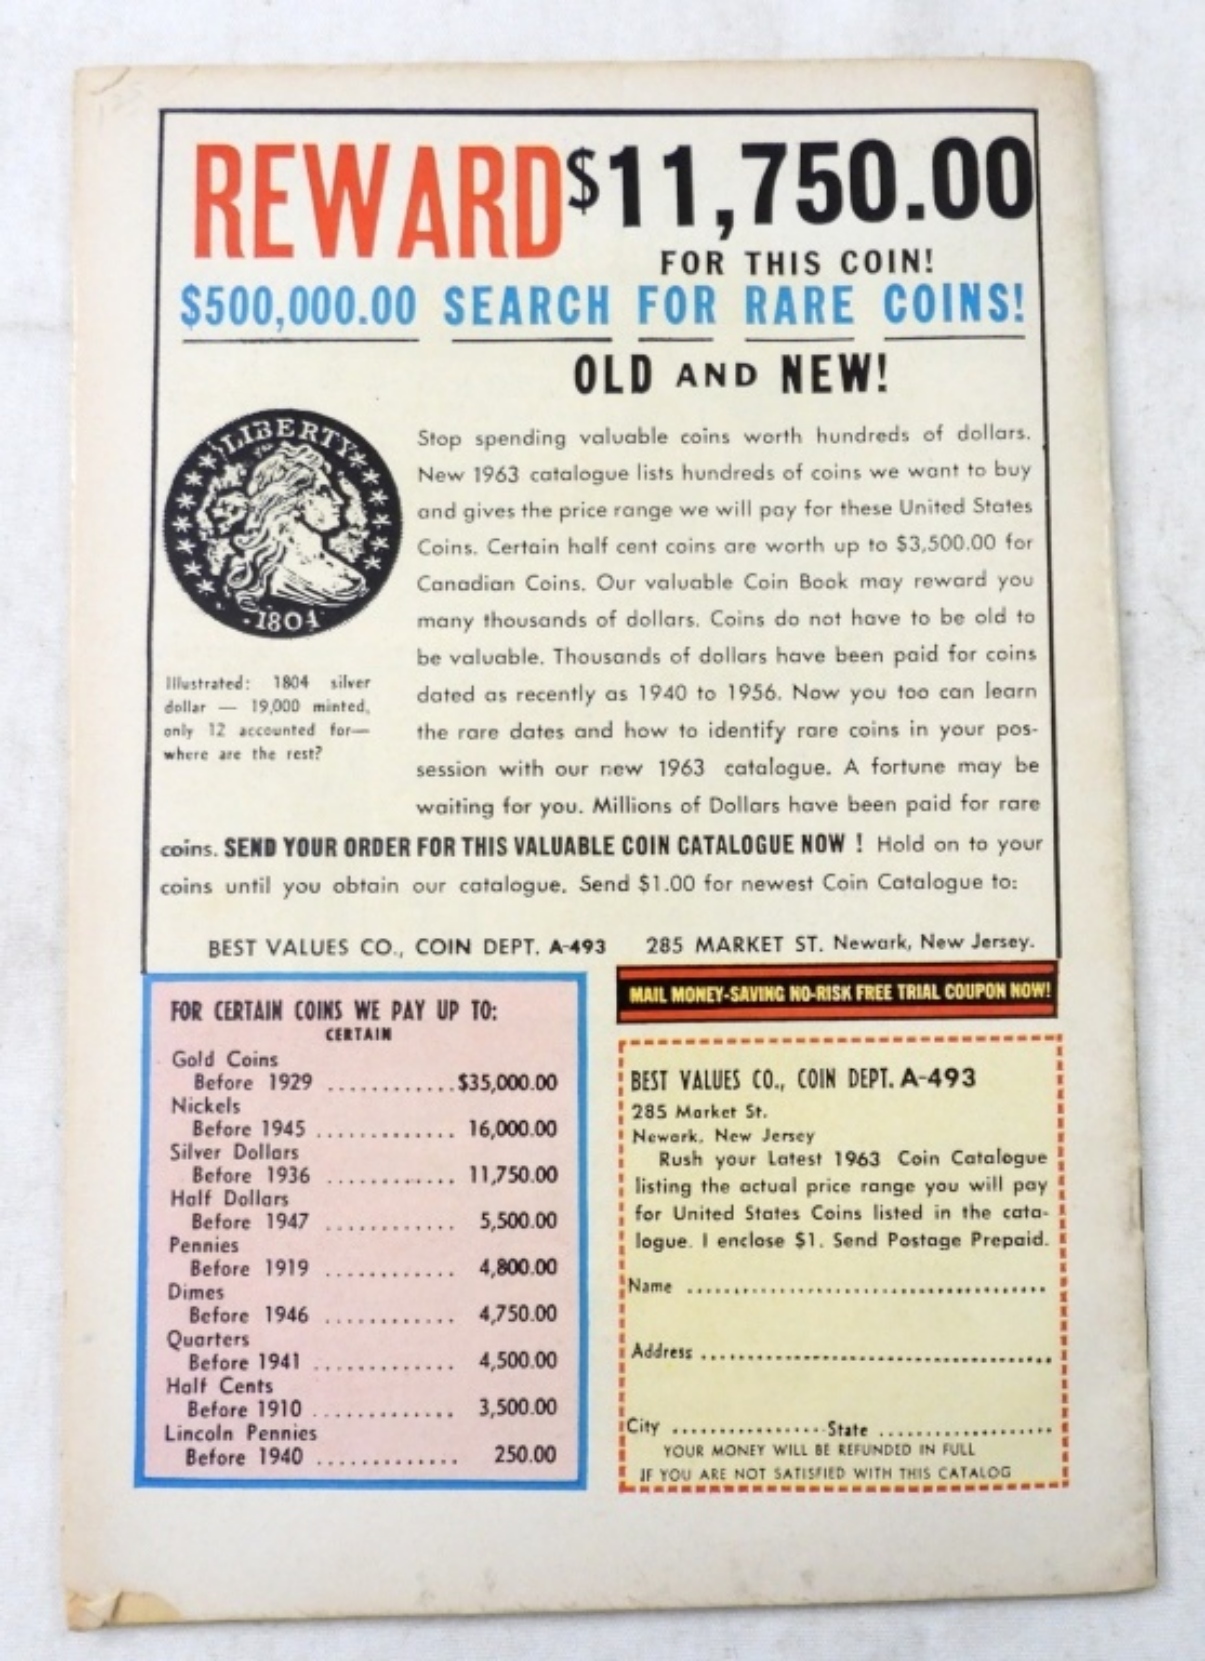 REWARD $11,750.00
FOR THIS COIN!
$500,000.00 SEARCH FOR RARE COINS!
OLD AND NEW!
LIBERTY
1804
Illustrated: 1804 silver
dollar — 19,000 minted,
only 12 accounted for—
where are the rest?
Stop spending valuable coins worth hundreds of dollars.
New 1963 catalogue lists hundreds of coins we want to buy
and gives the price range we will pay for these United States
Coins. Certain half cent coins are worth up to $3,500.00 for
Canadian Coins. Our valuable Coin Book may reward you
many thousands of dollars. Coins do not have to be old to
be valuable. Thousands of dollars have been paid for coins
dated as recently as 1940 to 1956. Now you too can learn
the rare dates and how to identify rare coins in your pos-
session with our new 1963 catalogue. A fortune may be
waiting for you. Millions of Dollars have been paid for rare
coins. SEND YOUR ORDER FOR THIS VALUABLE COIN CATALOGUE NOW ! Hold on to your
coins until you obtain our catalogue. Send $1.00 for newest Coin Catalogue to:
BEST VALUES CO., COIN DEPT. A-493 285 MARKET ST. Newark, New Jersey.
FOR CERTAIN COINS WE PAY UP TO:
CERTAIN
Gold Coins
Before 1929 ............$35,000.00
Nickels
Before 1945 ............. 16,000.00
Silver Dollars
Before 1936 ............ 11,750.00
Half Dollars
Before 1947 ............ 5,500.00
Pennies
Before 1919 ............ 4,800.00
Dimes
Before 1946 ............ 4,750.00
Quarters
Before 1941 ............. 4,500.00
Half Cents
Before 1910 ............. 3,500.00
Lincoln Pennies
Before 1940 ............. 250.00
MAIL MONEY-SAVING NO-RISK FREE TRIAL COUPON NOW!
BEST VALUES CO., COIN DEPT. A-493
285 Market St.
Newark, New Jersey
Rush your Latest 1963 Coin Catalogue
listing the actual price range you will pay
for United States Coins listed in the cata-
logue. I enclose $1. Send Postage Prepaid.
Name ..........................................
Address ........................................
City .................. State ....................
YOUR MONEY WILL BE REFUNDED IN FULL
IF YOU ARE NOT SATISFIED WITH THIS CATALOG